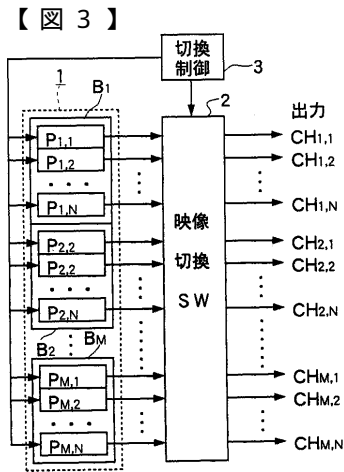 【図3】
切換
制御
3
1
B1
2
出力
P1,1
CH1,1
P1,2
CH1,2
P1,N
CH1,N
映像
切換
SW
P2,2
CH2,1
P2,2
CH2,2
P2,N
CH2,N
B2
BM
PM,1
CHM,1
PM,2
CHM,2
PM,N
CHM,N